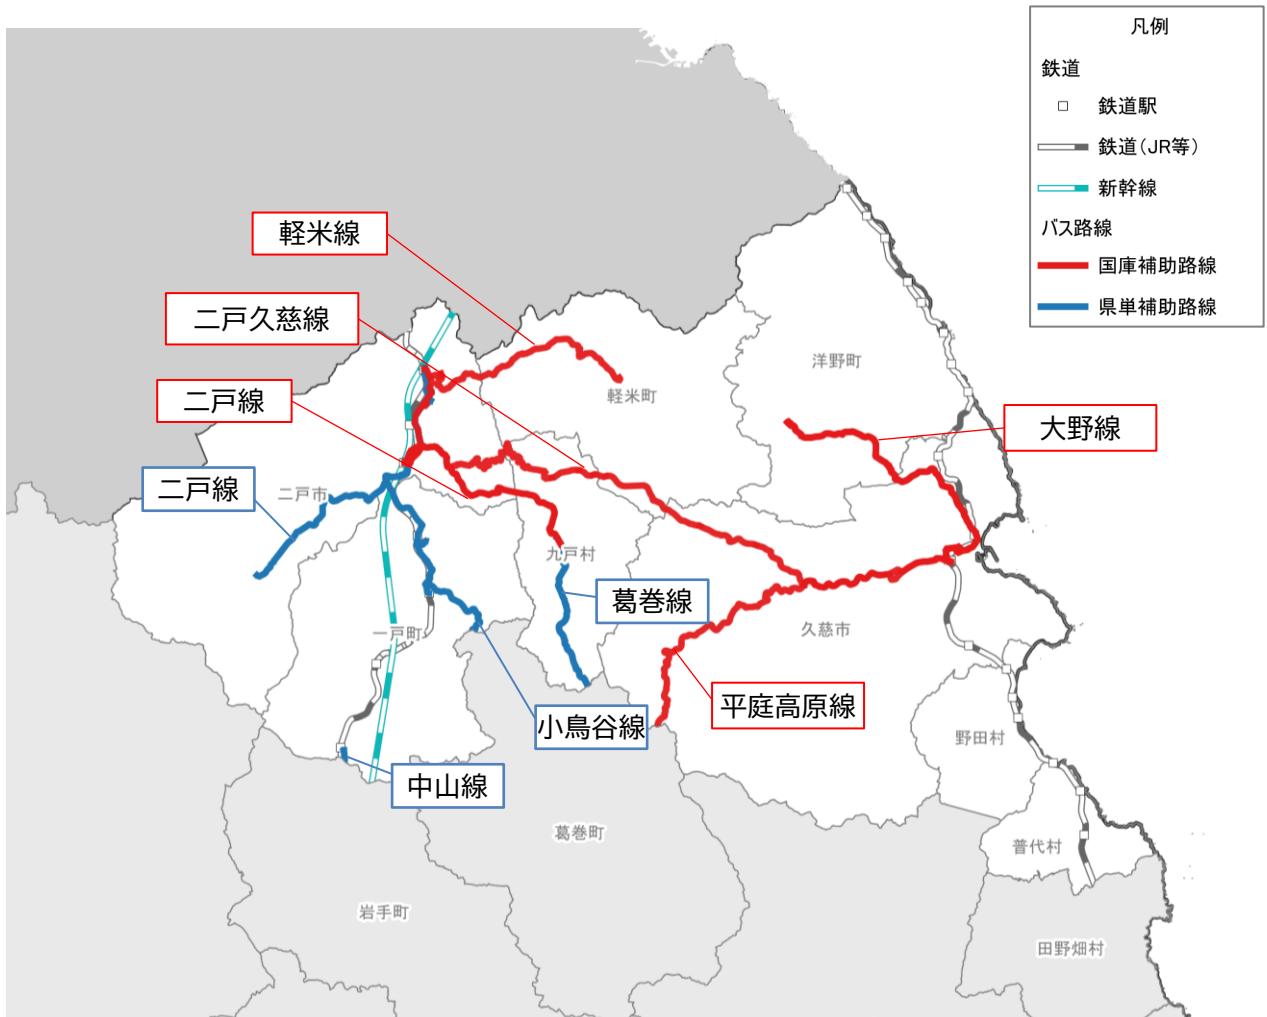 凡例
鉄道
鉄道駅
鉄道（JR等）
新幹線
バス路線
国庫補助路線
県単補助路線
軽米線
二戸久慈線
二戸線
二戸線
大野線
葛巻線
平庭高原線
小鳥谷線
中山線
洋野町
軽米町
二戸市
九戸村
一戸町
久慈市
野田村
普代村
葛巻町
岩手町
田野畑村